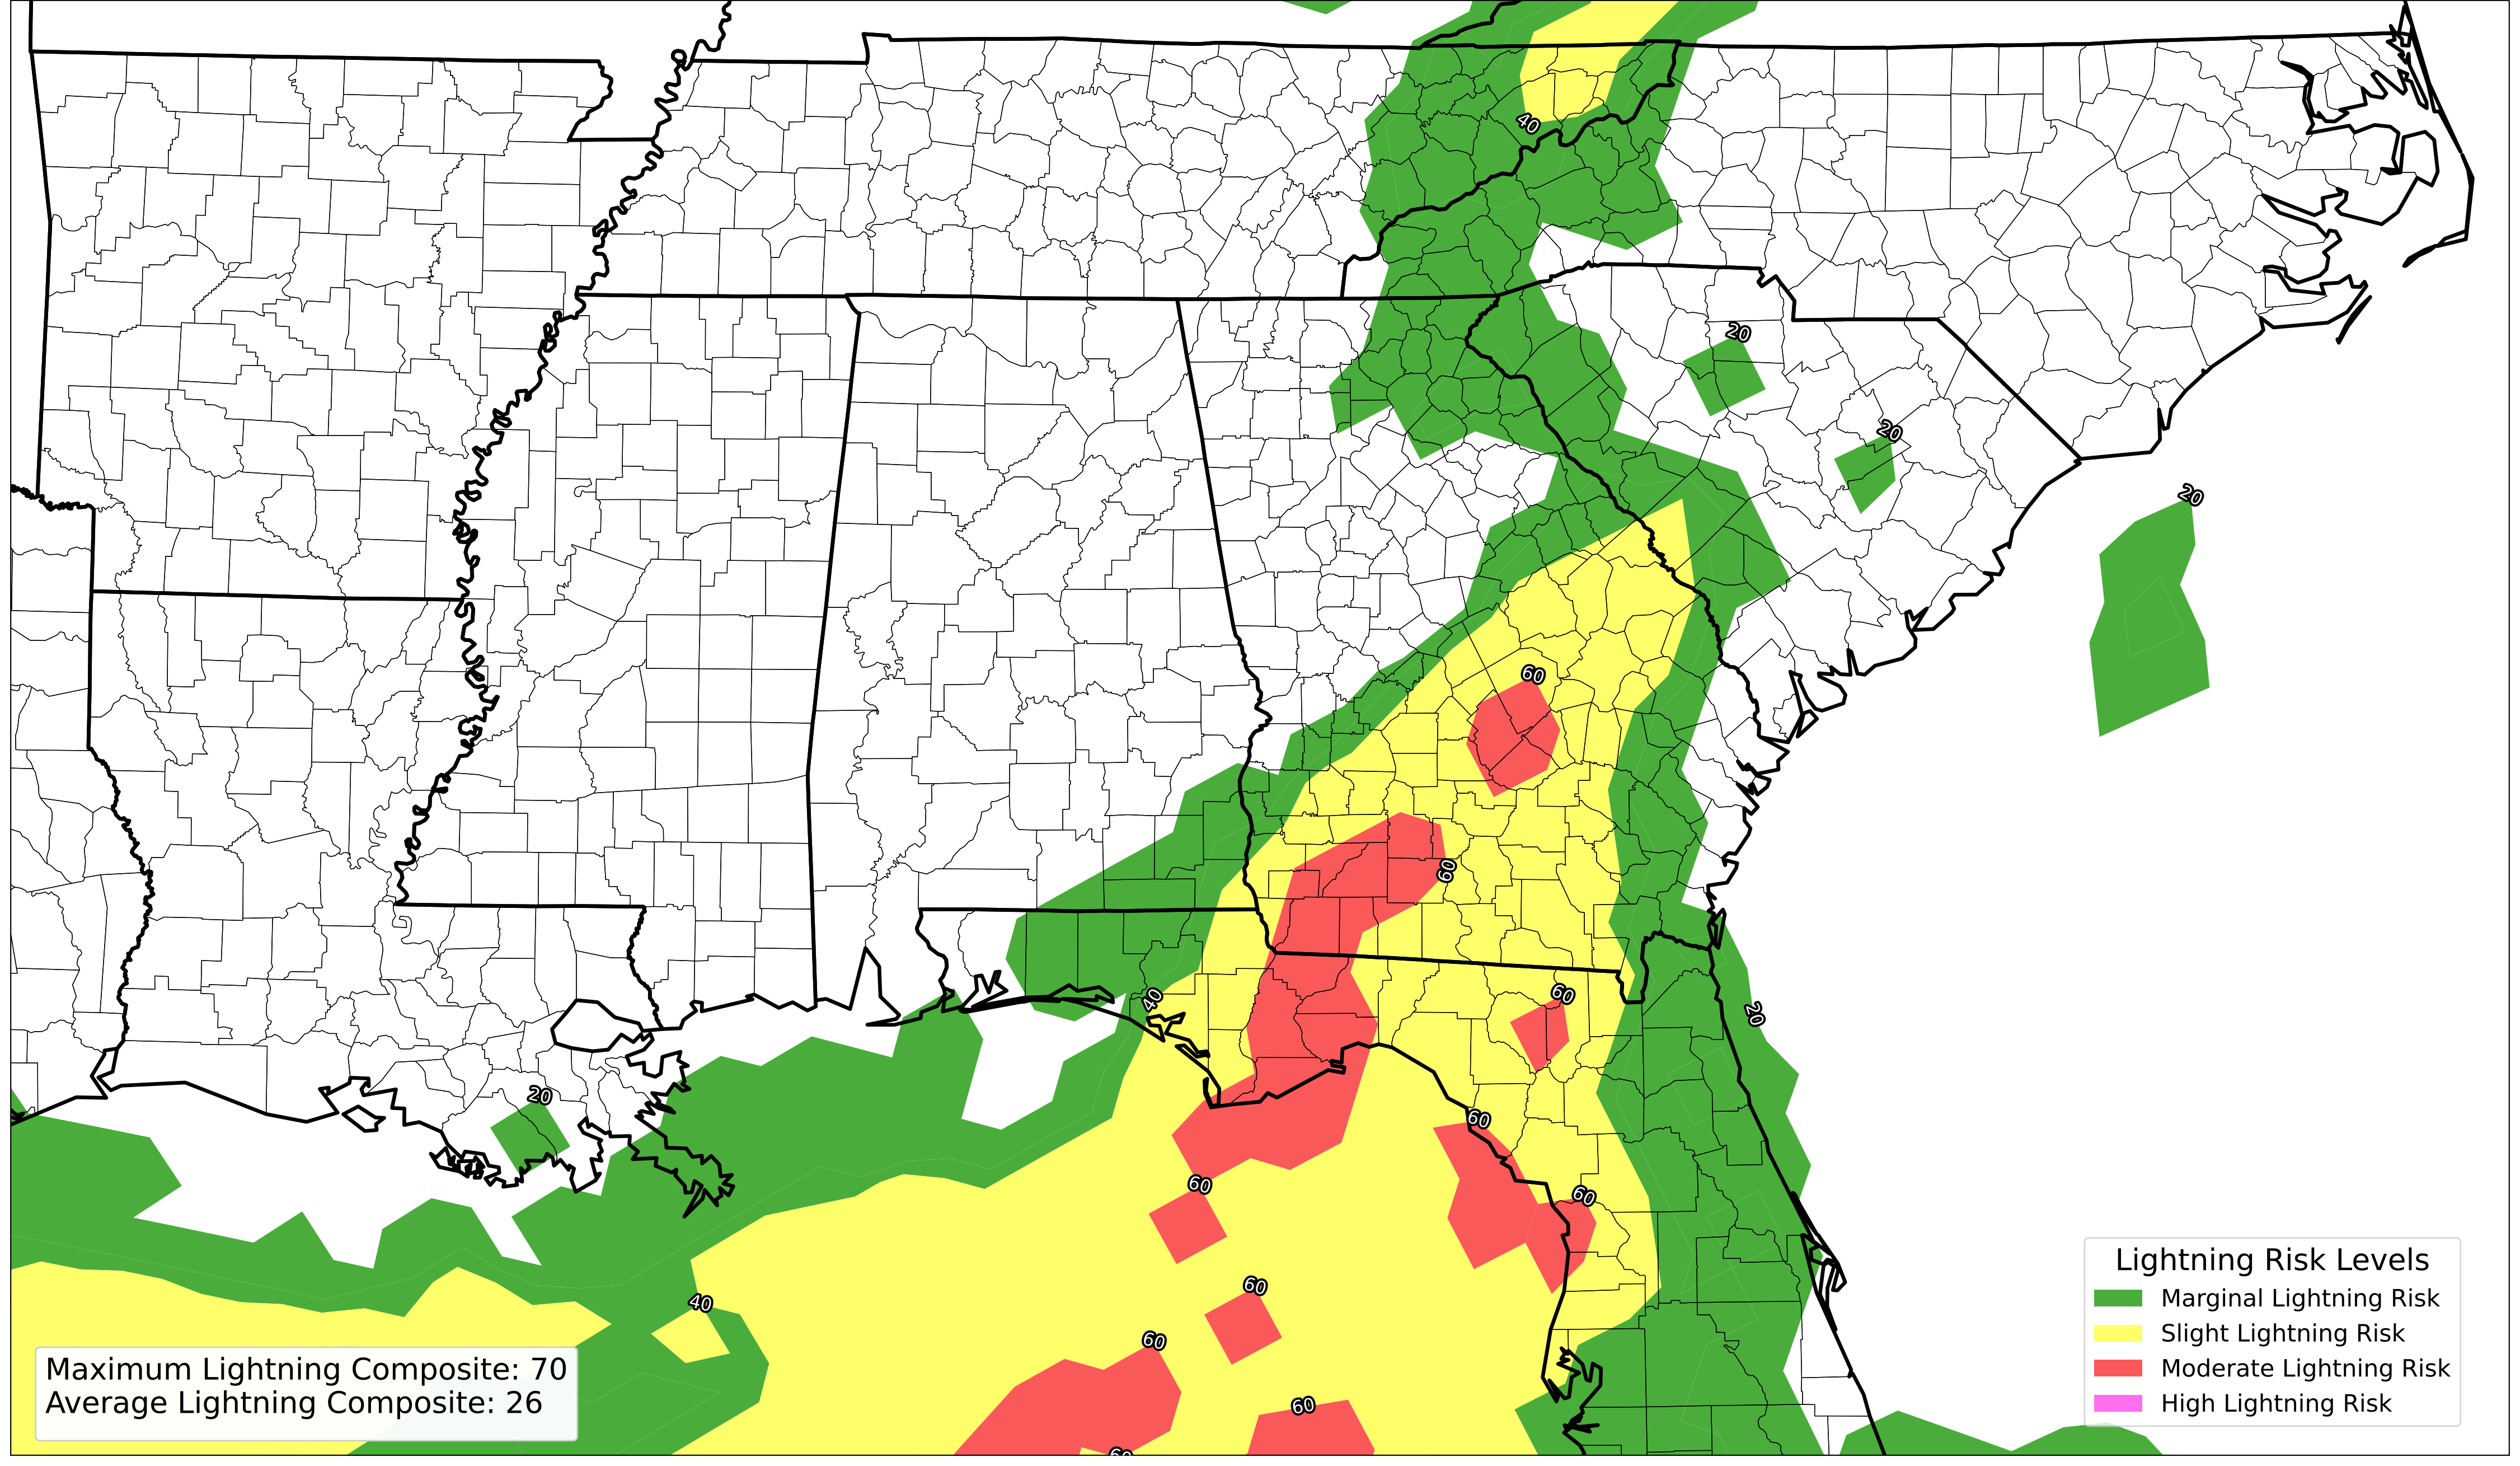 40
20
20
20
60
60
40
60
20
60
20
60
60
60
40
60
60
60
Lightning Risk Levels
Marginal Lightning Risk
Slight Lightning Risk
Moderate Lightning Risk
High Lightning Risk
Maximum Lightning Composite: 70
Average Lightning Composite: 26